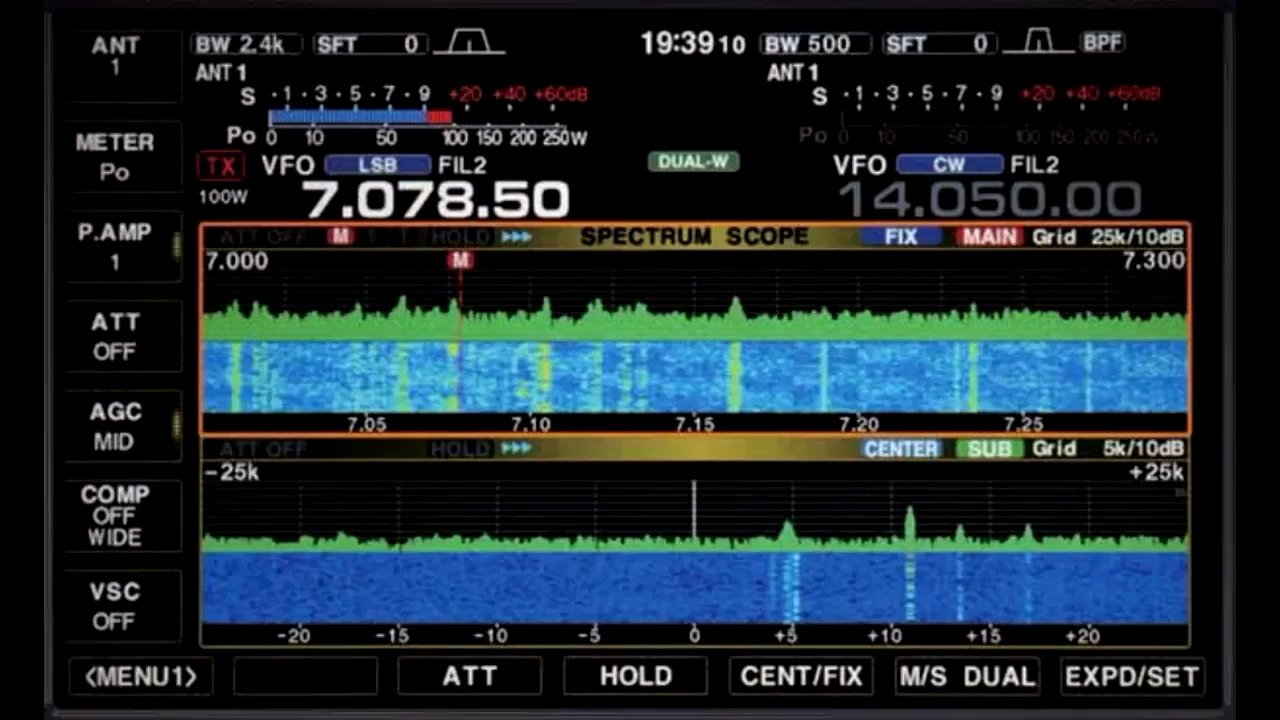 ANT
1
METER
Po
P.AMP
1
ATT
OFF
AGC
MID
COMP
OFF
WIDE
VSC
OFF
BW 2.4k SFT 0 19:39 10 BW 500 SFT 0 BPF
ANT 1 ANT 1
S ·1·3·5·7·9 +20 +40 +60dB S ·1·3·5·7·9 +20 +40 +60dB
Po 0 10 50 100 150 200 250W Po 0 10 50 100 150 200 250W
TX VFO LSB FIL2 DUAL-W VFO CW FIL2
100W 7.078.50 14.050.00
ATT OFF M HOLD SPECTRUM SCOPE FIX MAIN Grid 25k/10dB
7.000 M 7.300
7.05 7.10 7.15 7.20 7.25
ATT OFF HOLD CENTER SUB Grid 5k/10dB
-25k +25k
-20 -15 -10 -5 0 +5 +10 +15 +20
<MENU1> ATT HOLD CENT/FIX M/S DUAL EXPD/SET